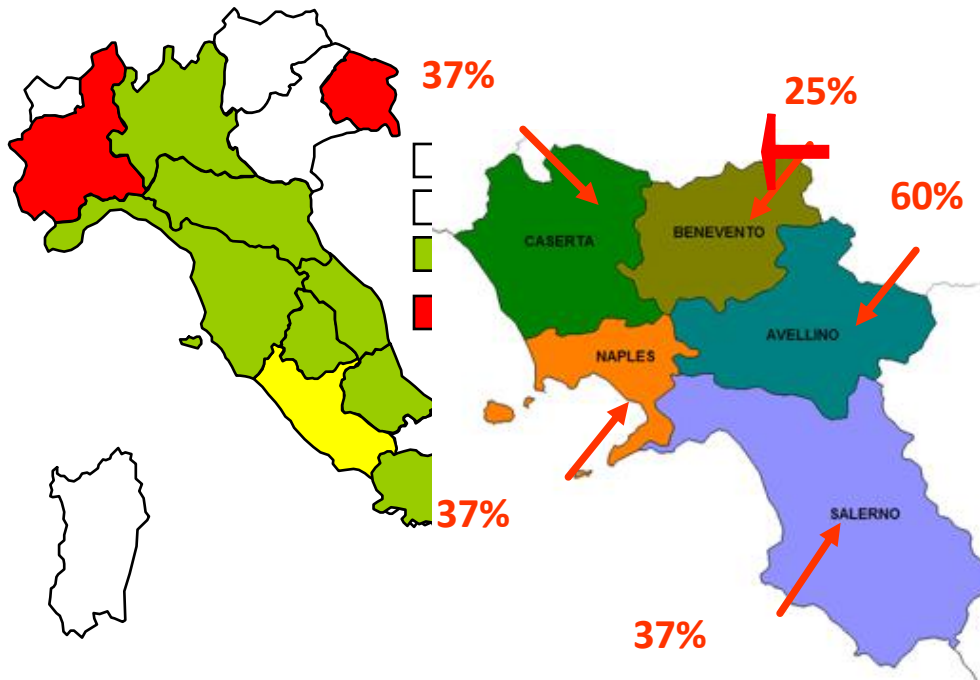 37%
25%
60%
CASERTA
BENEVENTO
AVELLINO
NAPLES
37%
SALERNO
37%